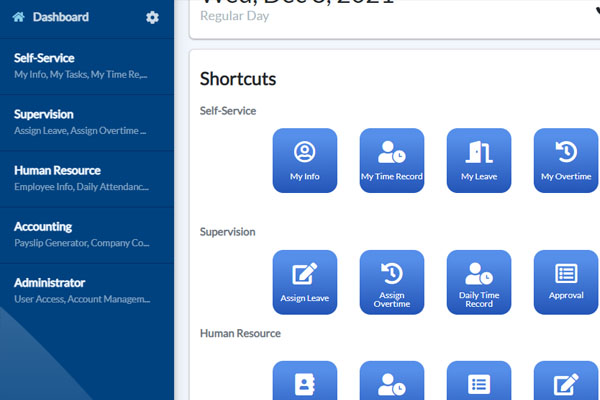 Dashboard
Self-Service
My Info, My Tasks, My Time Re,...
Supervision
Assign Leave, Assign Overtime ...
Human Resource
Employee Info, Daily Attendanc...
Accounting
Payslip Generator, Company Co...
Administrator
User Access, Account Managem...
Regular Day
Shortcuts
Self-Service
My Info
My Time Record
My Leave
My Overtime
Supervision
Assign Leave
Assign
Overtime
Daily Time
Record
Approval
Human Resource